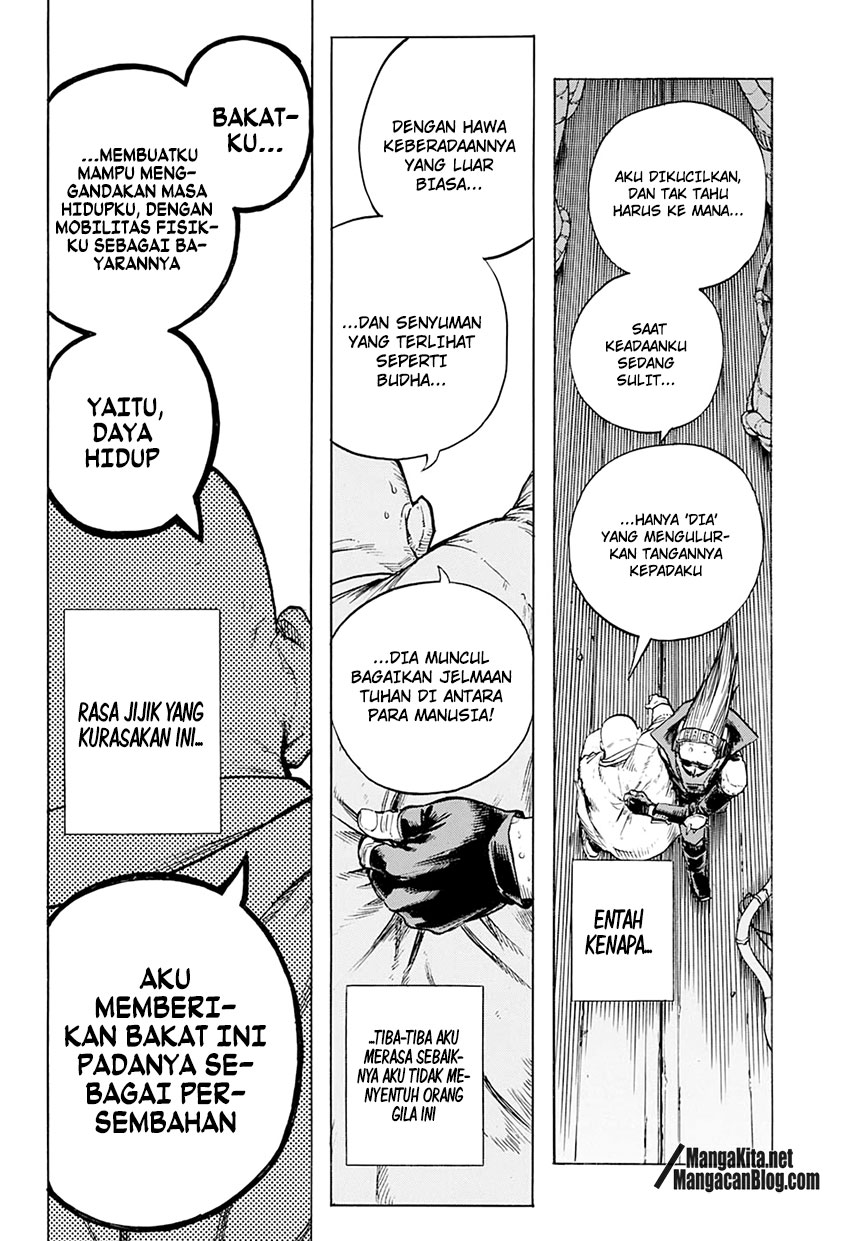 AKU DIKUCILKAN,
DAN TAK TAHU
HARUS KE MANA...
SAAT
KEADAANKU
SEDANG
SULIT...
...HANYA 'DIA'
YANG MENGULUR-
KAN TANGANNYA
KEPADAKU
ENTAH
KENAPA...
DENGAN HAWA
KEBERADAANNYA
YANG LUAR
BIASA...
...DAN SENYUMAN
YANG TERLIHAT
SEPERTI
BUDHA...
...DIA MUNCUL
BAGAIKAN JELMAAN
TUHAN DI ANTARA
PARA MANUSIA!
...TIBA-TIBA AKU
MERASA SEBAIK-
NYA AKU TIDAK ME-
NYENTUH ORANG
GILA INI
BAKAT-
KU...
...MEMBUATKU
MAMPU MENG-
GANDAKAN MASA
HIDUPKU, DENGAN
MOBILITAS FISIK-
KU SEBAGAI BA-
YARANNYA
YAITU,
DAYA
HIDUP
RASA JIJIK YANG
KURASAKAN INI...
AKU
MEMBERI-
KAN BAKAT INI
PADANYA SE-
BAGAI PER-
SEMBAHAN
MangaKita.net
MangacanBlog.com